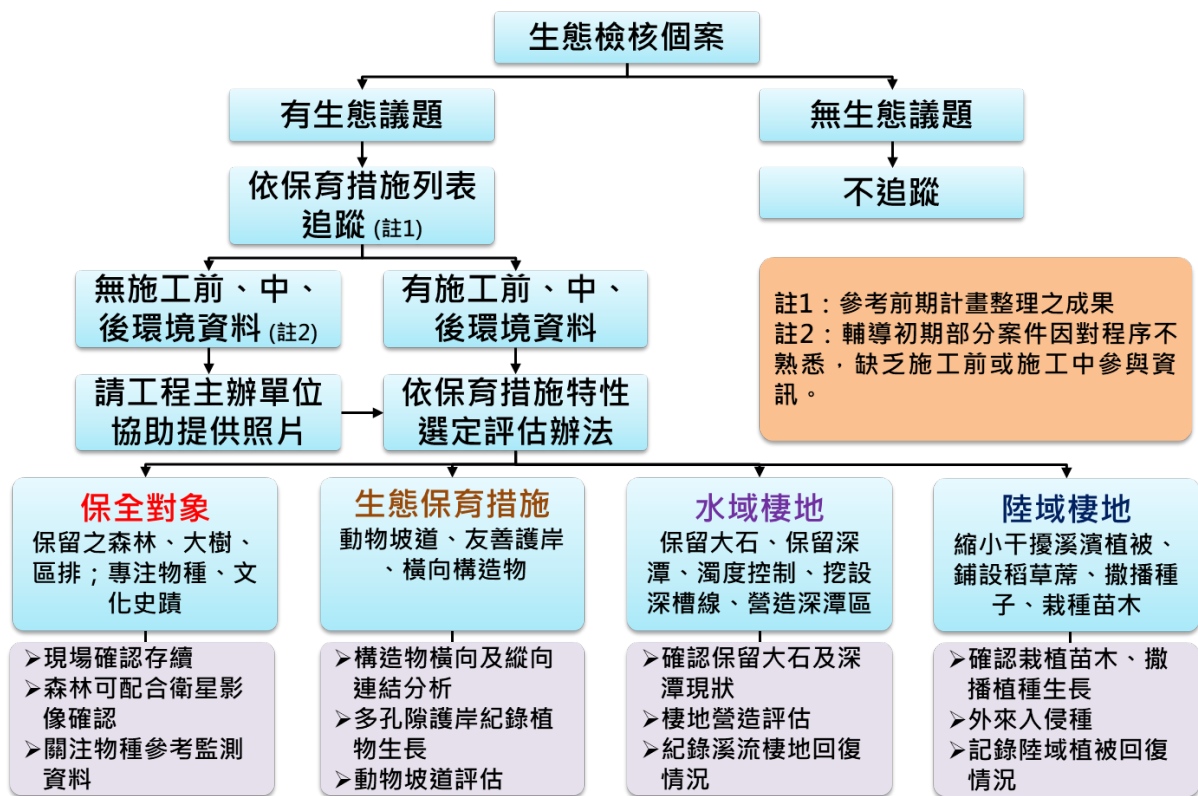 生態檢核個案
有生態議題
無生態議題
依保育措施列表
追蹤 (註1)
不追蹤
無施工前、中、
後環境資料 (註2)
有施工前、中、
後環境資料
註1：參考前期計畫整理之成果
註2：輔導初期部分案件因對程序不
熟悉，缺乏施工前或施工中參與資
訊。
請工程主辦單位
協助提供照片
依保育措施特性
選定評估辦法
保全對象
保留之森林、大樹、
區排；專注物種、文
化史蹟
生態保育措施
動物坡道、友善護岸
、橫向構造物
水域棲地
保留大石、保留深
潭、濁度控制、挖設
深槽線、營造深潭區
陸域棲地
縮小干擾溪濱植被、
鋪設稻草蓆、撒播種
子、栽種苗木
➢現場確認存續
➢森林可配合衛星影
像確認
➢關注物種參考監測
資料
➢構造物橫向及縱向
連結分析
➢多孔隙護岸紀錄植
物生長
➢動物坡道評估
➢確認保留大石及深
潭現狀
➢棲地營造評估
➢紀錄溪流棲地回復
情況
➢確認栽植苗木、撒
播植種生長
➢外來入侵種
➢記錄陸域植被回復
情況